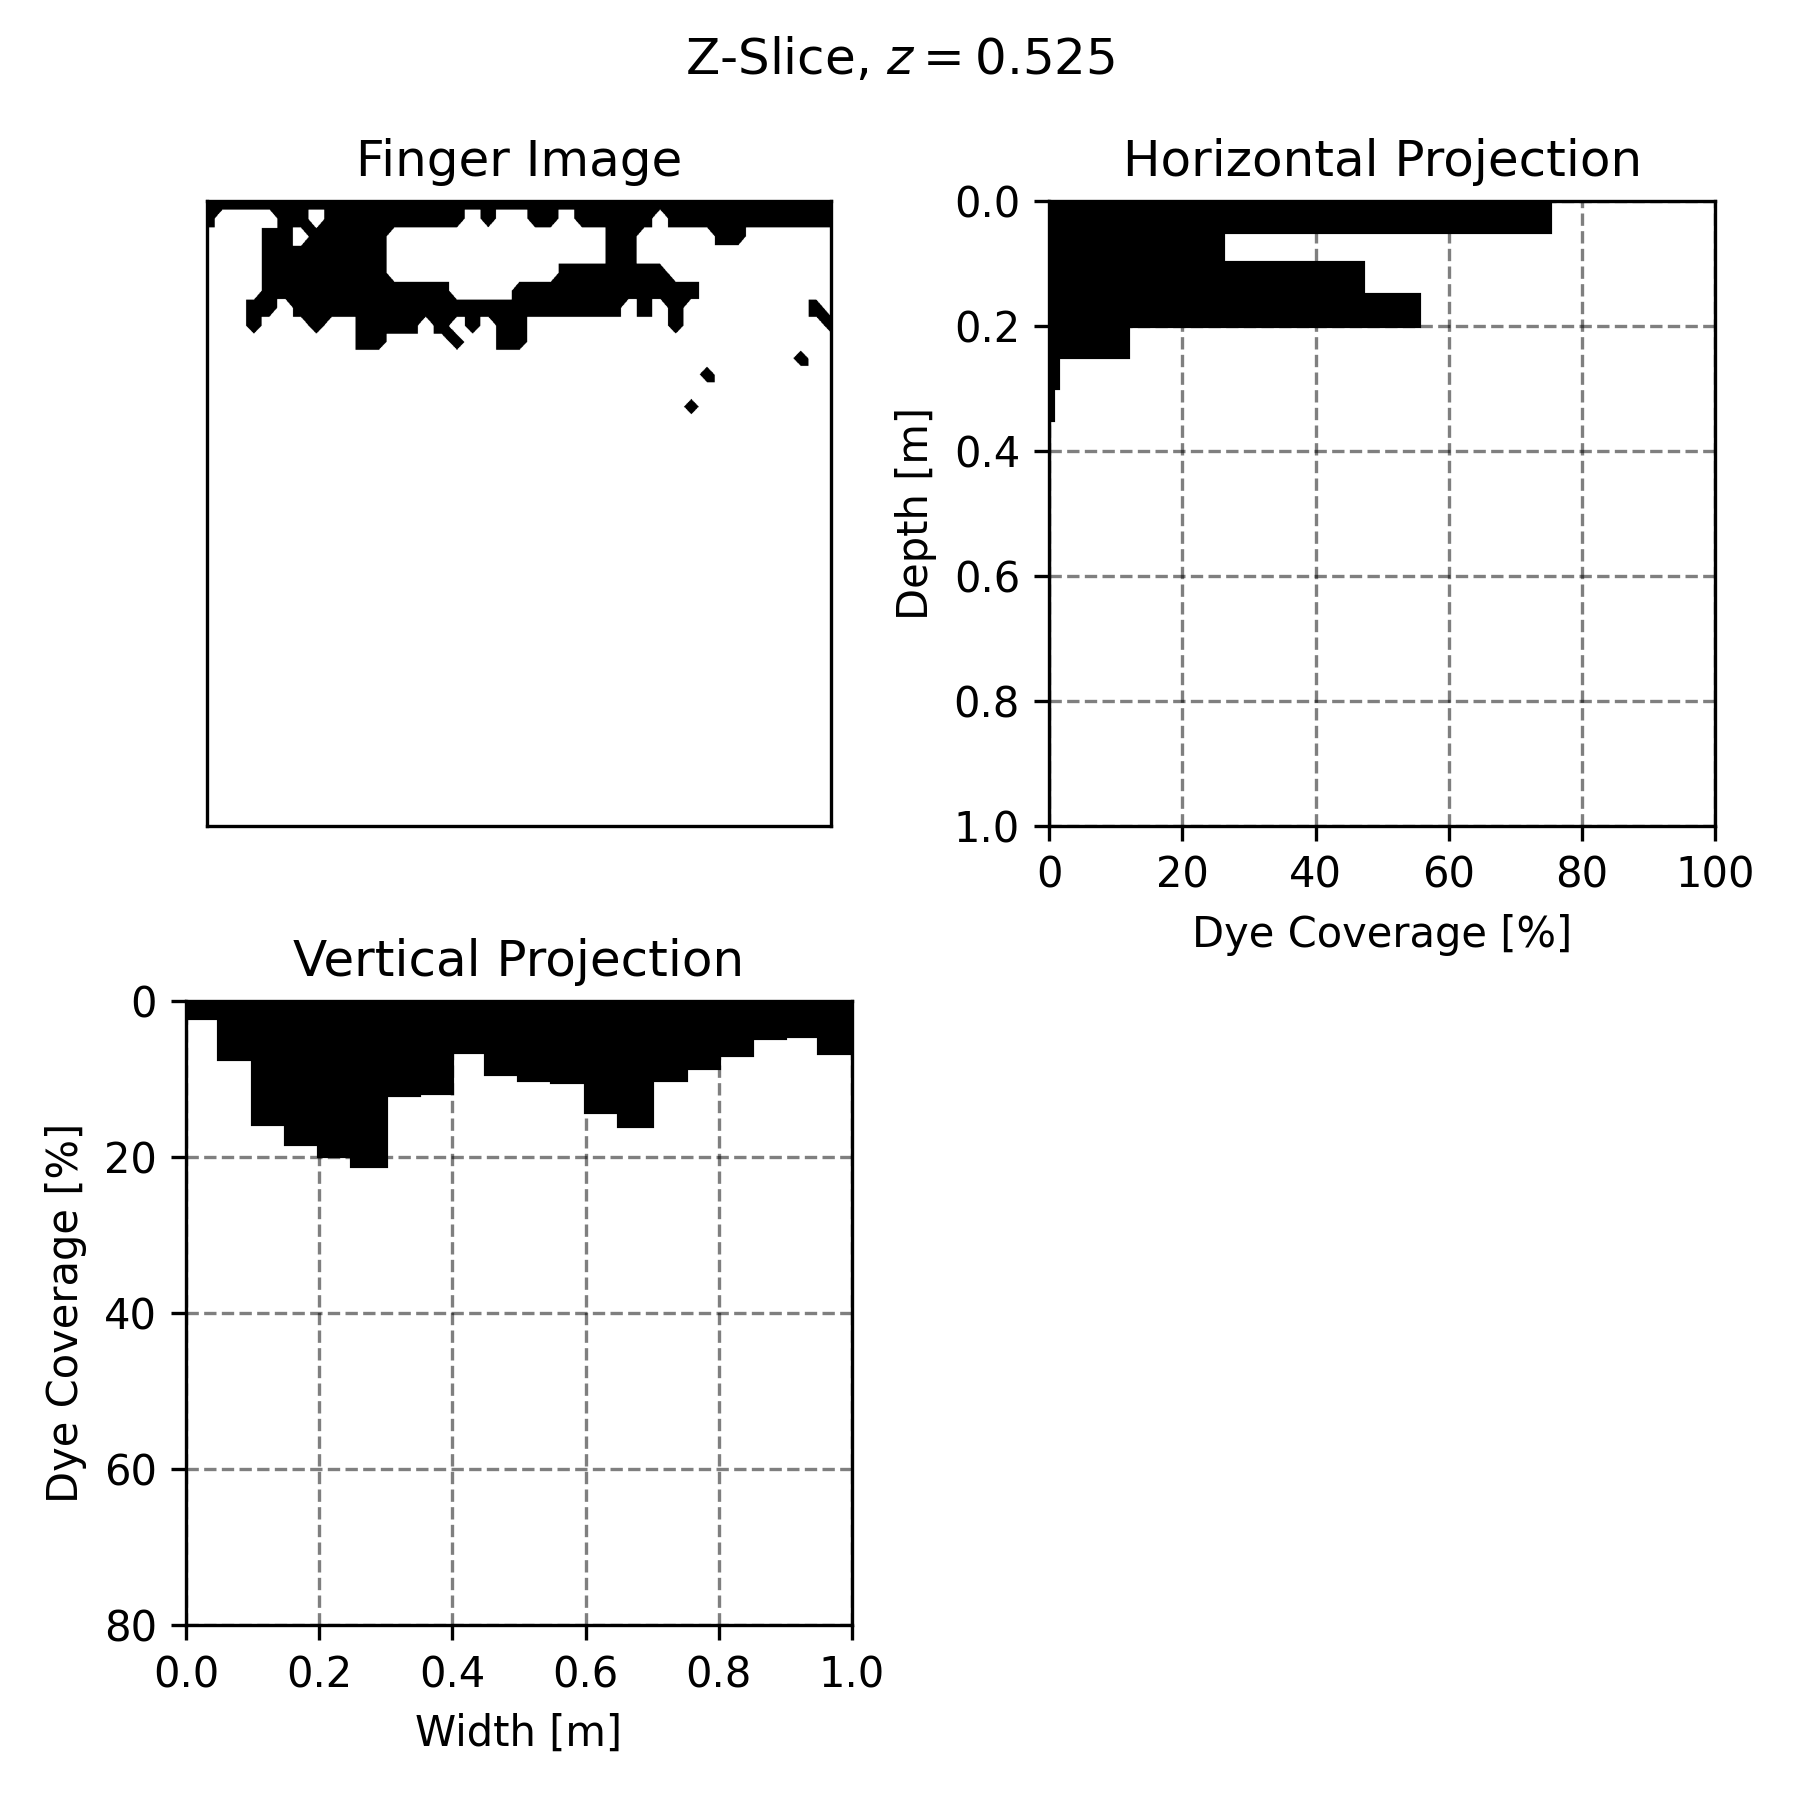 Z-Slice, z = 0.525
Finger Image
Horizontal Projection
0.0
0.2
0.4
0.6
0.8
1.0
Depth [m]
0 20 40 60 80 100
Dye Coverage [%]
Vertical Projection
0
20
40
60
80
Dye Coverage [%]
0.0 0.2 0.4 0.6 0.8 1.0
Width [m]